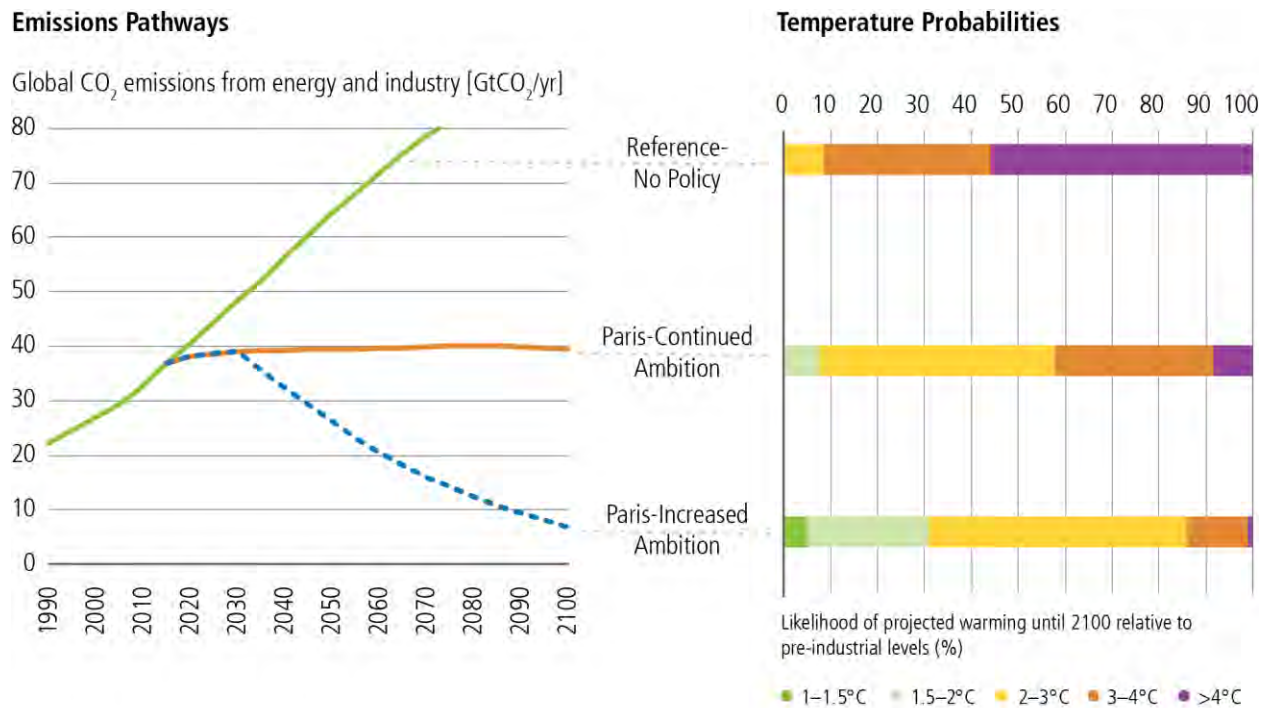 Emissions Pathways
Global CO₂ emissions from energy and industry [GtCO₂/yr]
80
70
60
50
40
30
20
10
0
1990
2000
2010
2020
2030
2040
2050
2060
2070
2080
2090
2100
Reference-
No Policy
Paris-Continued
Ambition
Paris-Increased
Ambition
Temperature Probabilities
0 10 20 30 40 50 60 70 80 90 100
Likelihood of projected warming until 2100 relative to
pre-industrial levels (%)
1–1.5°C 1.5–2°C 2–3°C 3–4°C >4°C